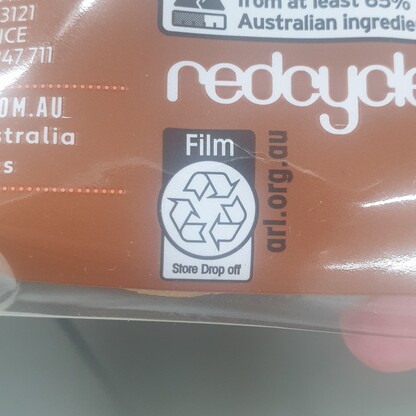 3121
ICE
947 711
OM.AU
stralia
s
from at least 65%
Australian ingredie
redcycle
Film
Store Drop off
arl.org.au